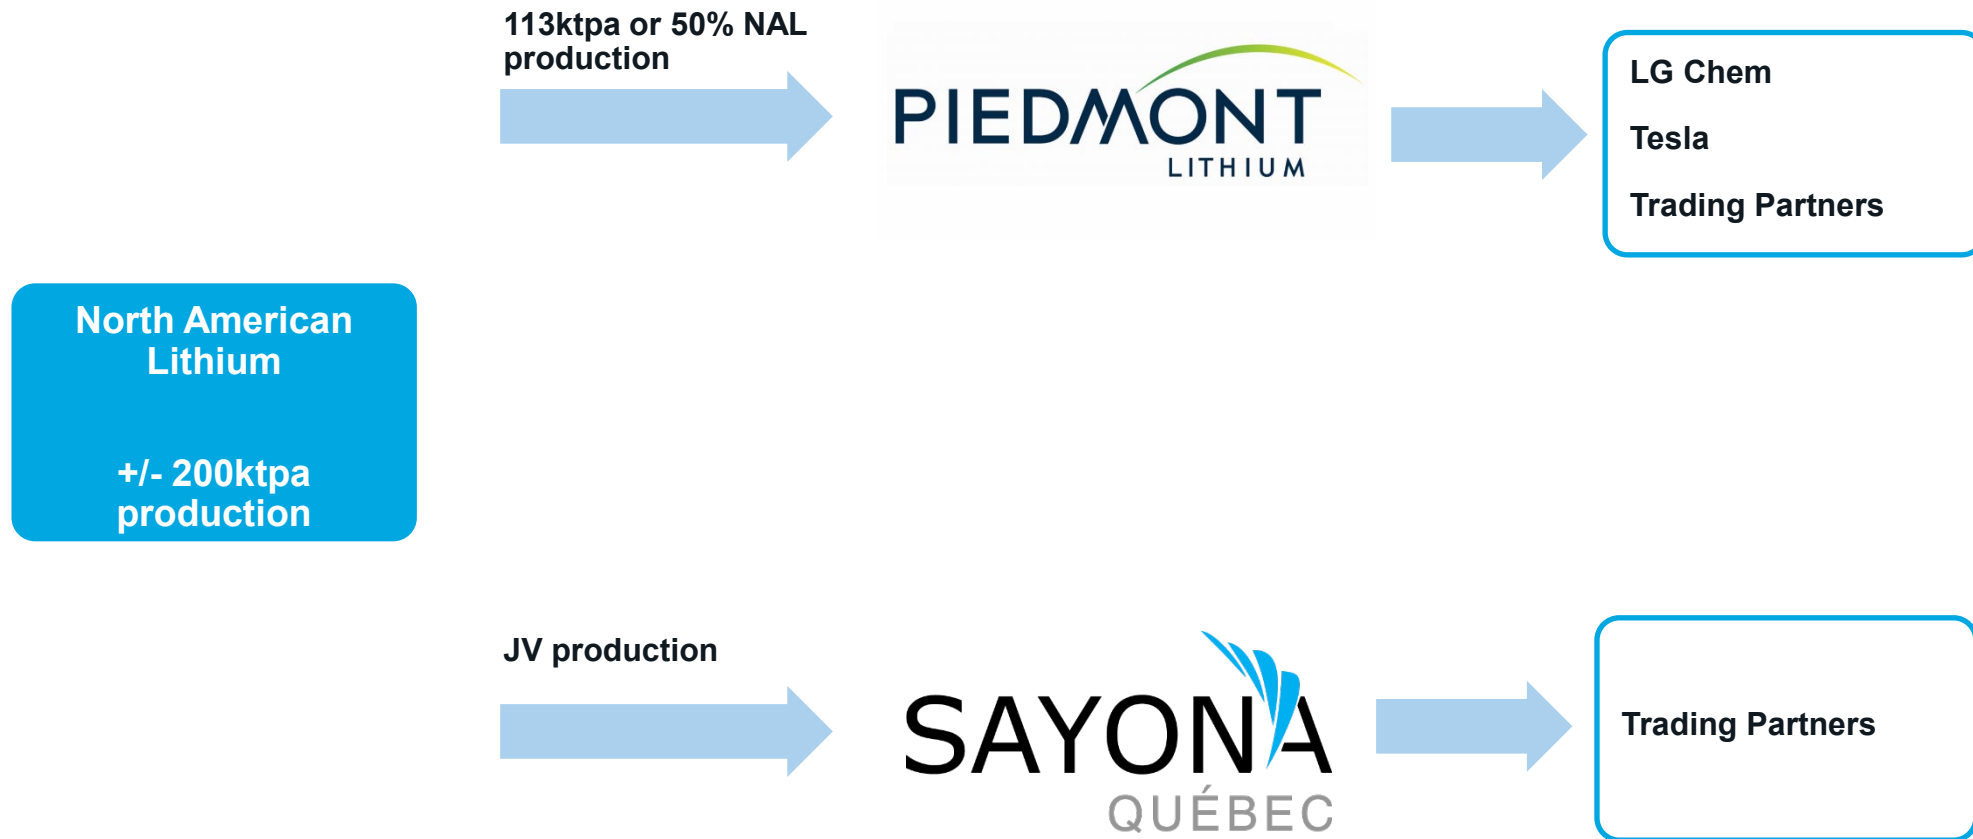 113ktpa or 50% NAL
production
PIEDMONT
LITHIUM
LG Chem
Tesla
Trading Partners
North American
Lithium
+/- 200ktpa
production
JV production
SAYONA
QUÉBEC
Trading Partners